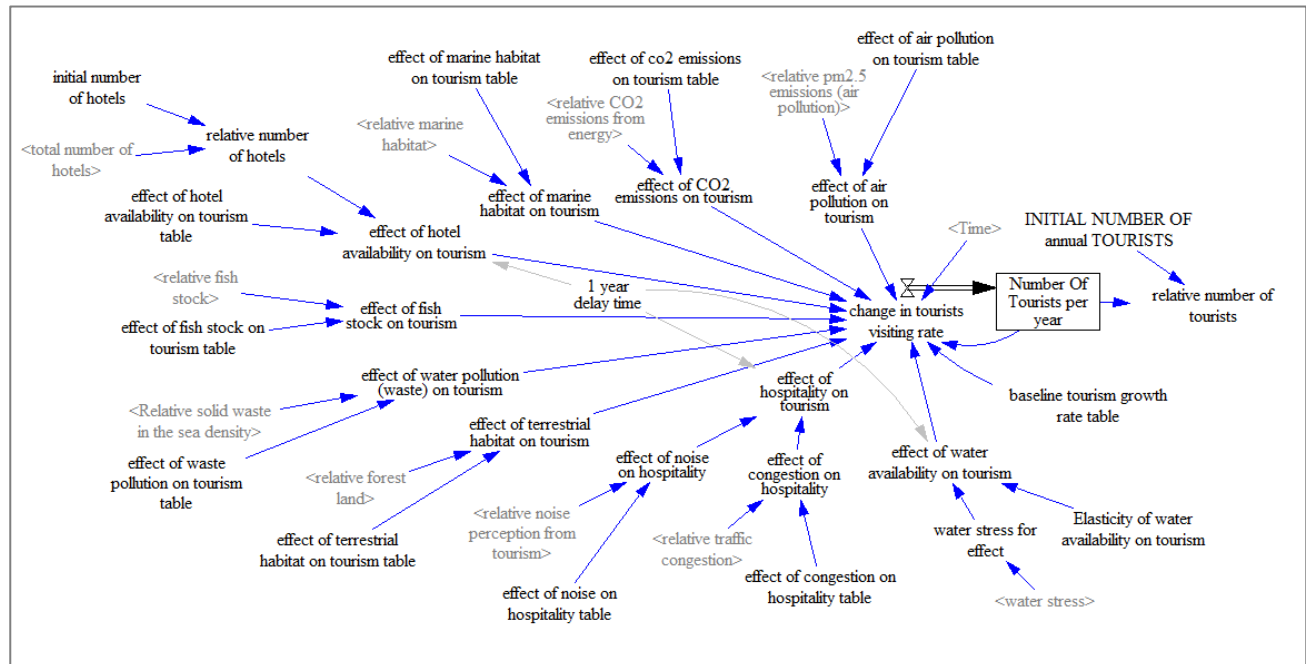 initial number
of hotels
<total number of
hotels>
relative number
of hotels
effect of hotel
availability on tourism
table
effect of hotel
availability on tourism
effect of marine habitat
on tourism table
<relative marine
habitat>
effect of marine
habitat on tourism
effect of co2 emissions
on tourism table
<relative CO2
emissions from
energy>
effect of CO2
emissions on tourism
effect of air pollution
on tourism table
<relative pm2.5
emissions (air
pollution)>
effect of air
pollution on
tourism
<Time>
INITIAL NUMBER OF
annual TOURISTS
Number Of
Tourists per
year
relative number of
tourists
change in tourists
visiting rate
1 year
delay time
<relative fish
stock>
effect of fish stock on
tourism table
effect of fish
stock on tourism
effect of water pollution
(waste) on tourism
<Relative solid waste
in the sea density>
effect of waste
pollution on tourism
table
effect of terrestrial
habitat on tourism
<relative forest
land>
effect of terrestrial
habitat on tourism table
effect of hospitality on
tourism
effect of noise
on hospitality
<relative noise
perception from
tourism>
effect of noise on
hospitality table
effect of
congestion on
hospitality
<relative traffic
congestion>
effect of congestion on
hospitality table
baseline tourism growth
rate table
effect of water
availability on tourism
water stress for
effect
Elasticity of water
availability on tourism
<water stress>